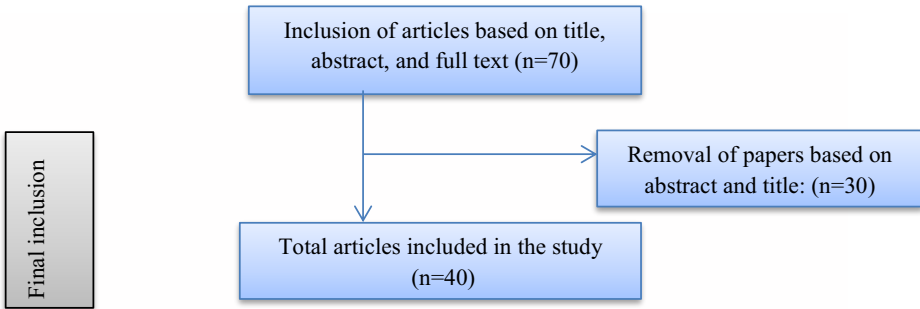 Inclusion of articles based on title,
abstract, and full text (n=70)
Removal of papers based on
abstract and title: (n=30)
Final inclusion
Total articles included in the study
(n=40)